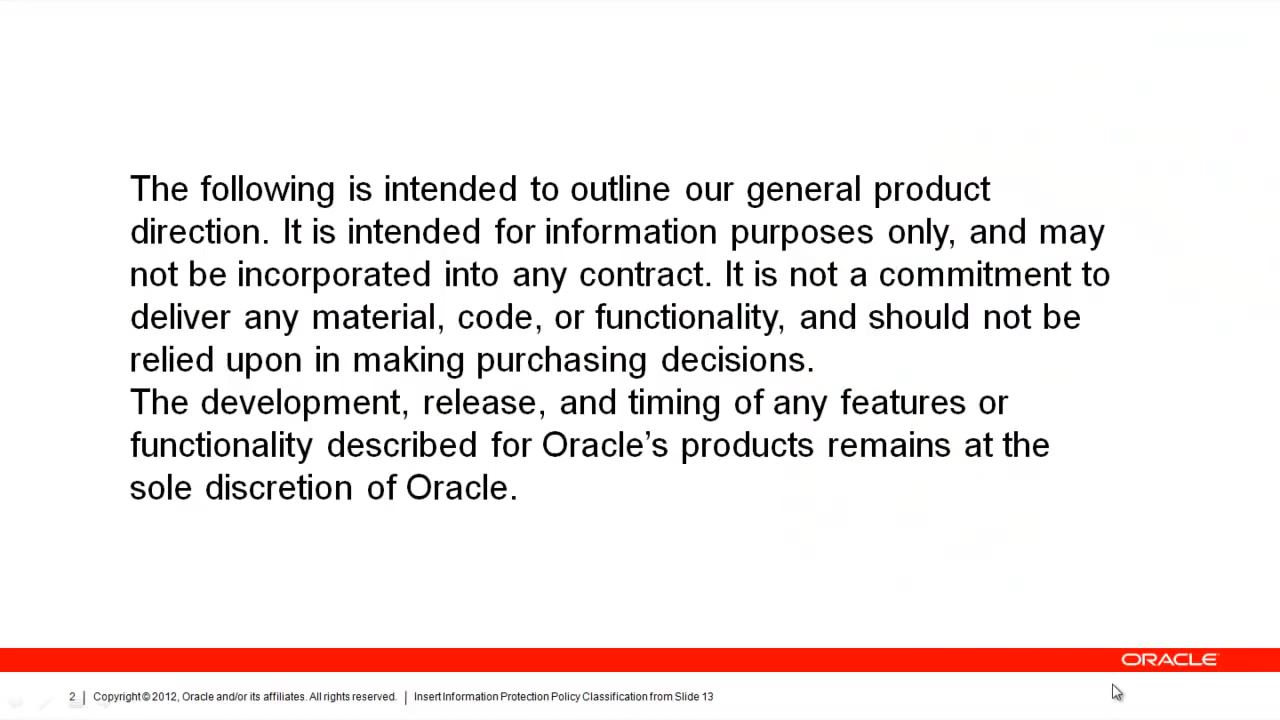 The following is intended to outline our general product
direction. It is intended for information purposes only, and may
not be incorporated into any contract. It is not a commitment to
deliver any material, code, or functionality, and should not be
relied upon in making purchasing decisions.
The development, release, and timing of any features or
functionality described for Oracle’s products remains at the
sole discretion of Oracle.
ORACLE
2 | Copyright © 2012, Oracle and/or its affiliates. All rights reserved. | Insert Information Protection Policy Classification from Slide 13